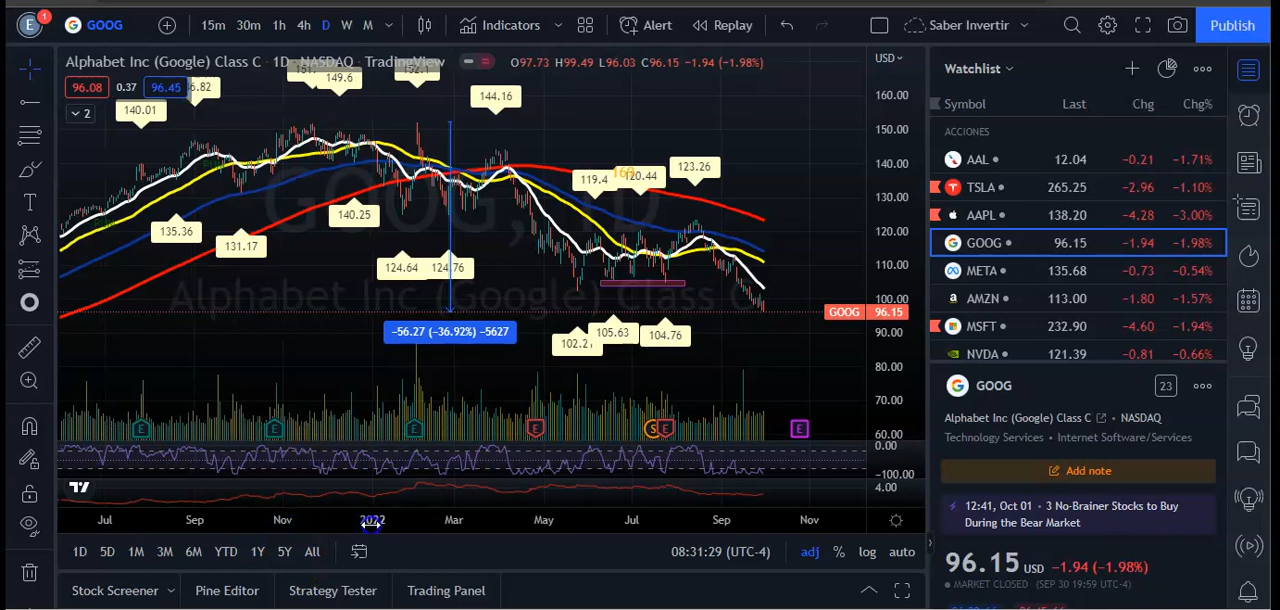 E 1 GOOG 15m 30m 1h 4h D W M Indicators Alert Replay Saber Invertir Publish
Alphabet Inc (Google) Class C · 1D · NASDAQ · TradingView O97.73 H99.49 L96.03 C96.15 −1.94 (−1.98%)
96.08 0.37 96.45
2
USD
160.00
150.00
140.00
130.00
120.00
110.00
100.00
90.00
80.00
70.00
60.00
0.00
−100.00
4.00
GOOG 96.15
140.01
149.6
144.16
135.36
131.17
140.25
124.64
124.76
119.4
120.44
123.26
105.63
104.76
-56.27 (-36.92%) -5627
GOOG, 1D
Alphabet Inc (Google) Class C
E E E E S E E
Jul Sep Nov 2022 Mar May Jul Sep Nov
1D 5D 1M 3M 6M YTD 1Y 5Y All 08:31:29 (UTC-4) adj % log auto
Stock Screener Pine Editor Strategy Tester Trading Panel
Watchlist
Symbol Last Chg Chg%
ACCIONES
AAL 12.04 −0.21 −1.71%
TSLA 265.25 −2.96 −1.10%
AAPL 138.20 −4.28 −3.00%
GOOG 96.15 −1.94 −1.98%
META 135.68 −0.73 −0.54%
AMZN 113.00 −1.80 −1.57%
MSFT 232.90 −4.60 −1.94%
NVDA 121.39 −0.81 −0.66%
GOOG 23
Alphabet Inc (Google) Class C • NASDAQ
Technology Services • Internet Software/Services
Add note
12:41, Oct 01 • 3 No-Brainer Stocks to Buy
During the Bear Market
96.15 USD −1.94 (−1.98%)
MARKET CLOSED (SEP 30 19:59 UTC-4)